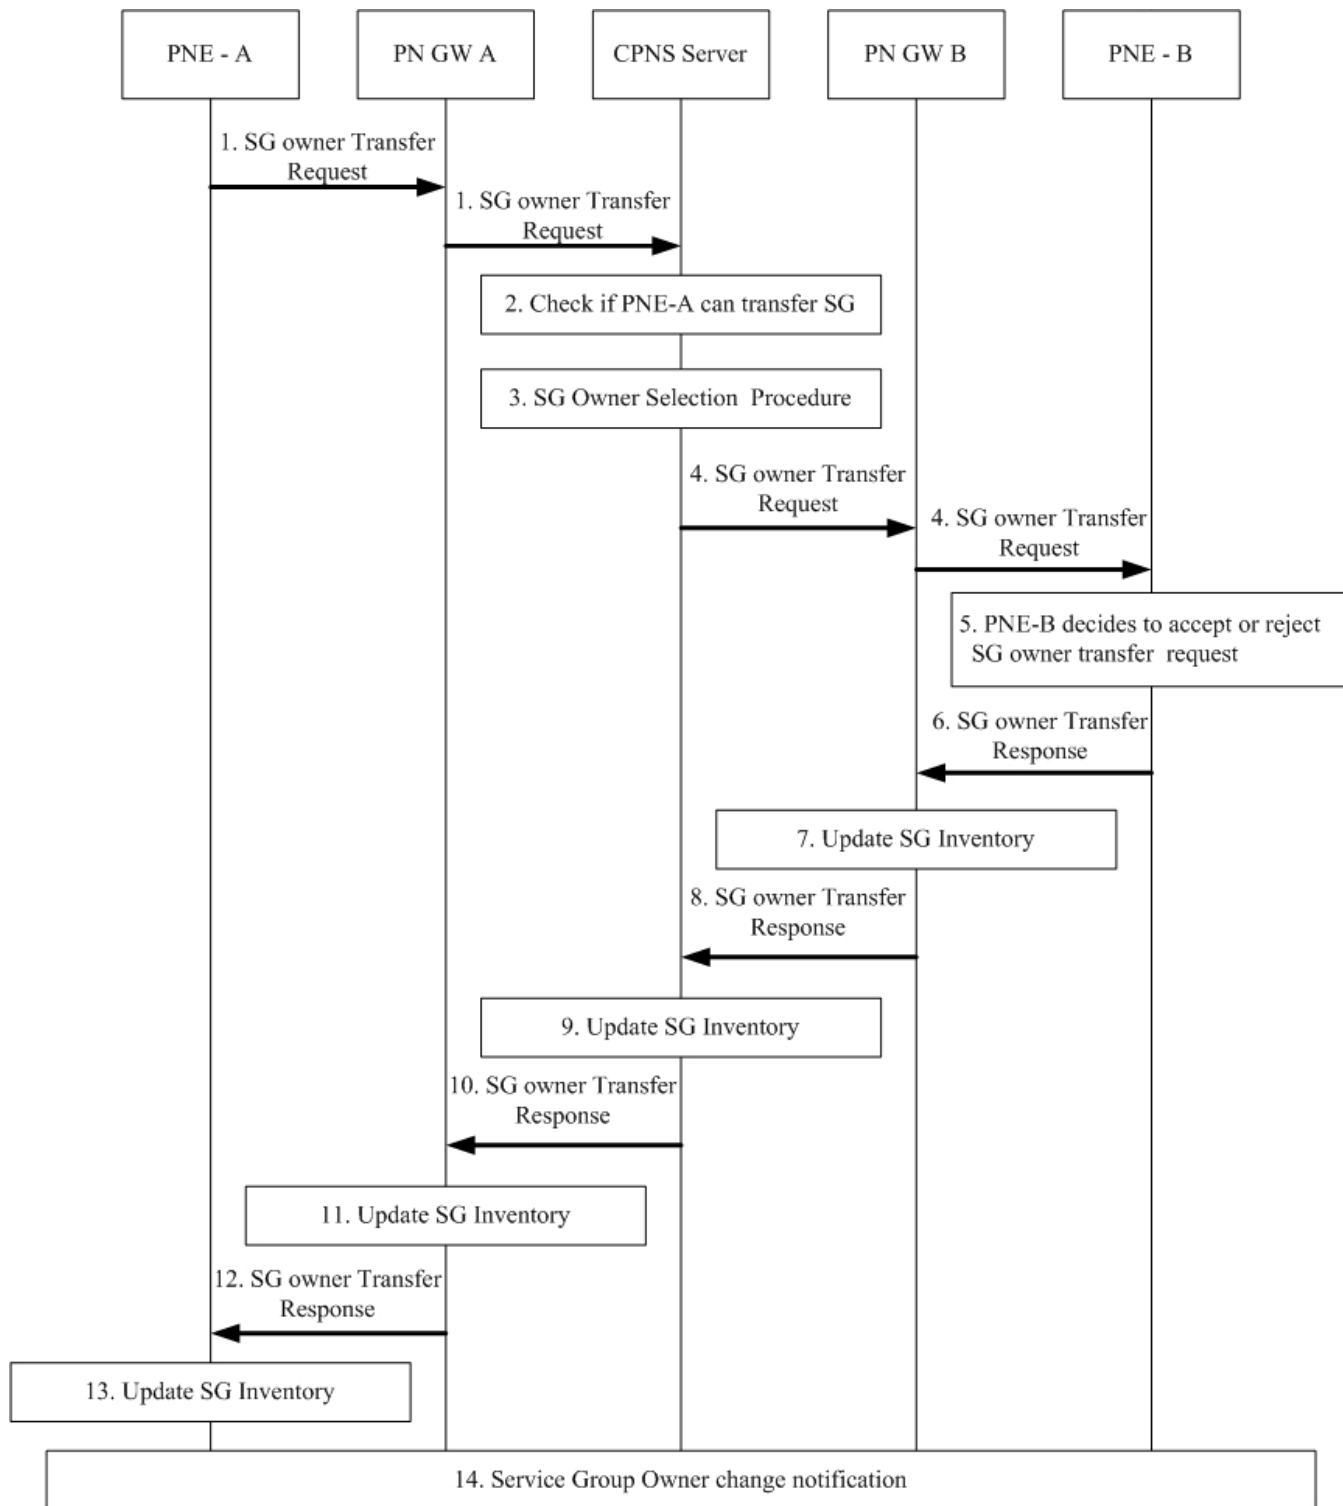 PNE - A
PN GW A
CPNS Server
PN GW B
PNE - B
1. SG owner Transfer
Request
1. SG owner Transfer
Request
2. Check if PNE-A can transfer SG
3. SG Owner Selection Procedure
4. SG owner Transfer
Request
4. SG owner Transfer
Request
5. PNE-B decides to accept or reject
SG owner transfer request
6. SG owner Transfer
Response
7. Update SG Inventory
8. SG owner Transfer
Response
9. Update SG Inventory
10. SG owner Transfer
Response
11. Update SG Inventory
12. SG owner Transfer
Response
13. Update SG Inventory
14. Service Group Owner change notification